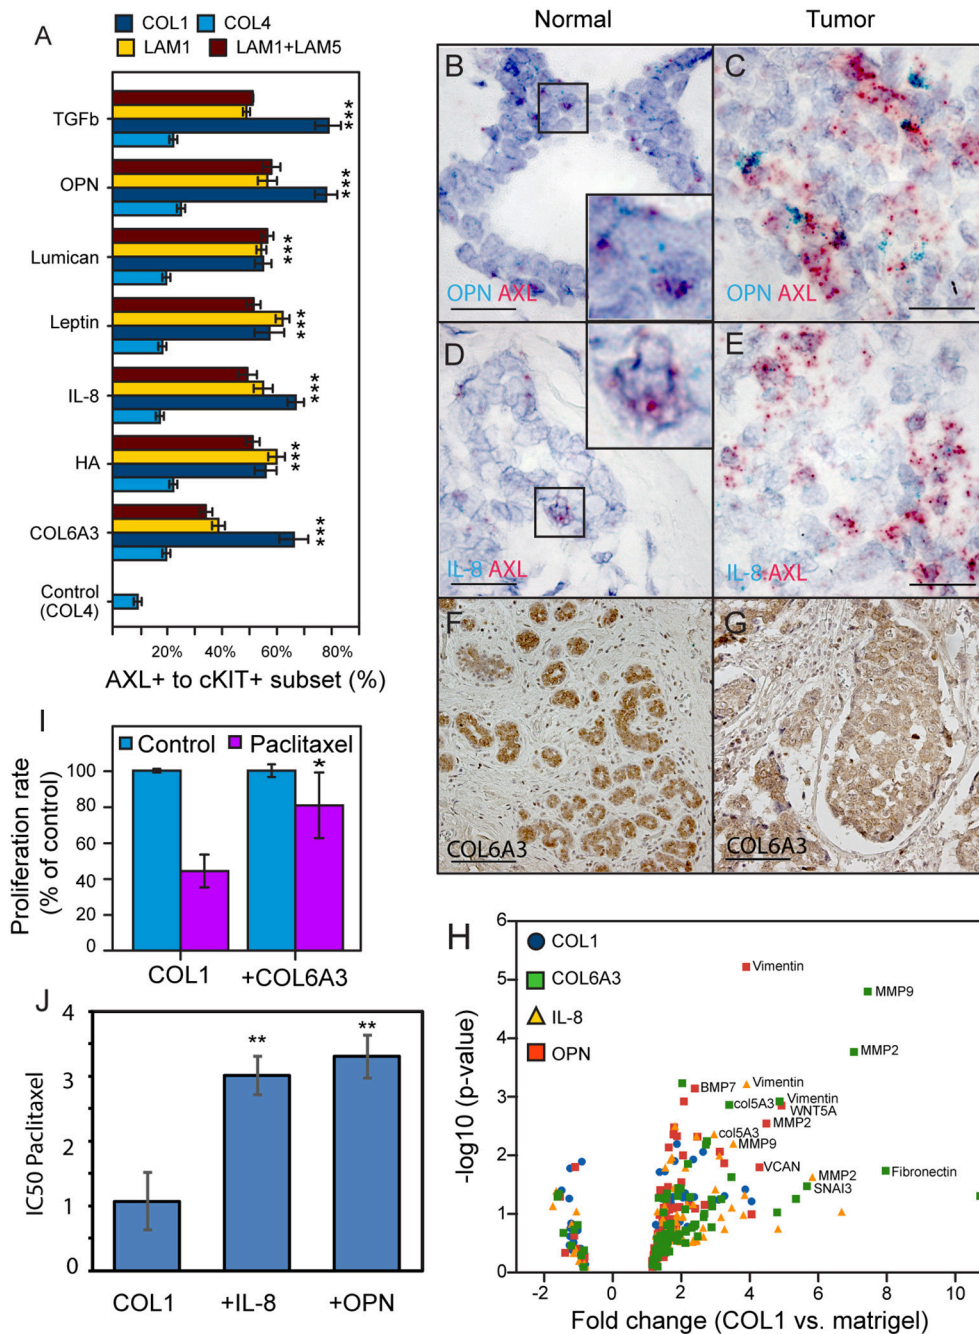 Normal
Tumor
A
COL1
COL4
LAM1
LAM1+LAM5
TGFb
***
OPN
***
Lumican
***
Leptin
***
IL-8
***
HA
***
COL6A3
***
Control
(COL4)
20%
40%
60%
80%
AXL+ to cKIT+ subset (%)
B
OPN AXL
C
OPN AXL
D
IL-8 AXL
E
IL-8 AXL
F
COL6A3
G
COL6A3
I
Control
Paclitaxel
Proliferation rate
(% of control)
100
80
60
40
20
0
*
COL1
+COL6A3
J
IC50 Paclitaxel
4
3
2
1
0
**
**
COL1
+IL-8
+OPN
H
COL1
COL6A3
IL-8
OPN
-log10 (p-value)
6
5
4
3
2
1
0
Vimentin
MMP9
MMP2
Vimentin
BMP7
Vimentin
col5A3
WNT5A
MMP2
col5A3
MMP9
VCAN
MMP2
Fibronectin
SNAI3
-2
0
2
4
6
8
10
Fold change (COL1 vs. matrigel)